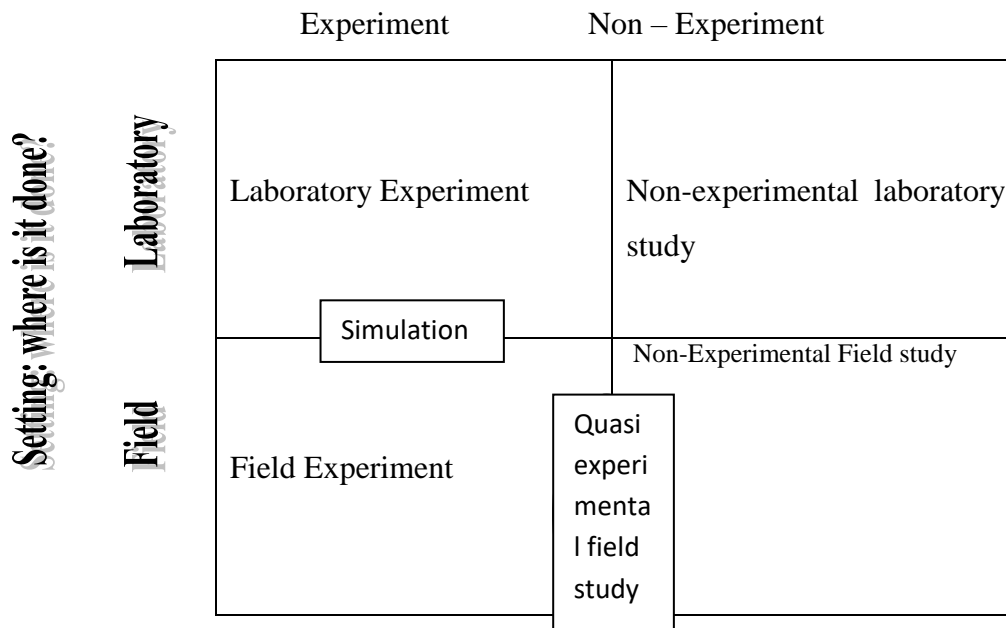 Experiment
Non – Experiment
Setting: where is it done?
Laboratory
Laboratory Experiment
Non-experimental laboratory
study
Simulation
Non-Experimental Field study
Field
Field Experiment
Quasi
experi
menta
l field
study